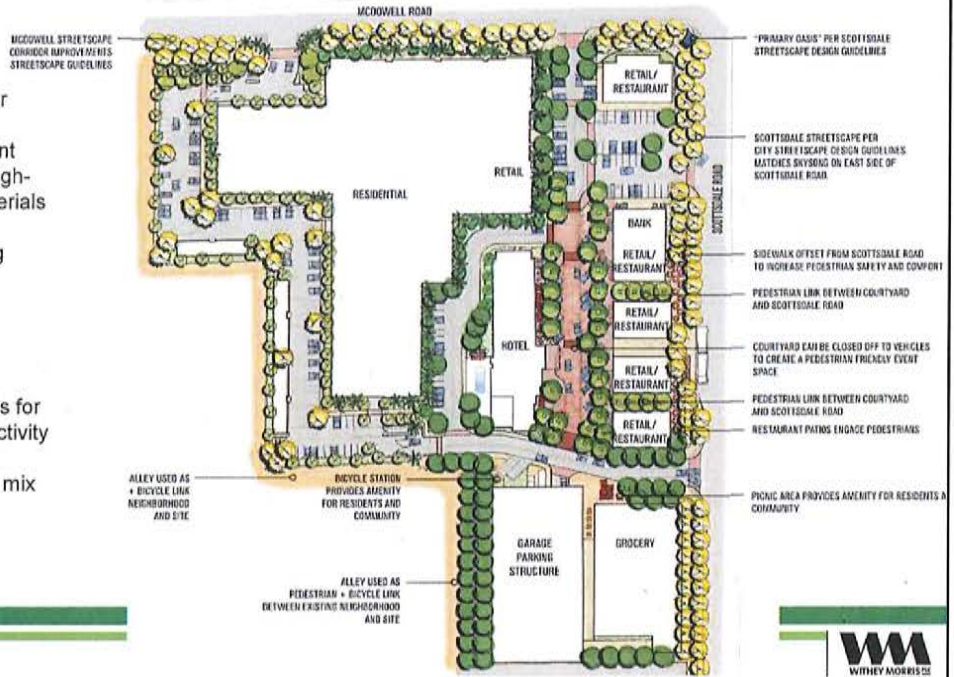 MCDOWELL ROAD
MCDOWELL STREETSCAPE
CORRIDOR IMPROVEMENTS
STREETSCAPE GUIDELINES
r
nt
gh-
erials
g
s for
ctivity
mix
"PRIMARY OASIS" PER SCOTTSDALE
STREETSCAPE DESIGN GUIDELINES
RETAIL/
RESTAURANT
SCOTTSDALE STREETSCAPE PER
CITY STREETSCAPE DESIGN GUIDELINES
MATCHES SKYSONG ON EAST SIDE OF
SCOTTSDALE ROAD.
RETAIL
RESIDENTIAL
SCOTTSDALE ROAD
BANK
RETAIL/
RESTAURANT
SIDEWALK OFFSET FROM SCOTTSDALE ROAD
TO INCREASE PEDESTRIAN SAFETY AND COMFORT
PEDESTRIAN LINK BETWEEN COURTYARD
AND SCOTTSDALE ROAD
RETAIL/
RESTAURANT
HOTEL
COURTYARD CAN BE CLOSED OFF TO VEHICLES
TO CREATE A PEDESTRIAN FRIENDLY EVENT
SPACE
RETAIL/
RESTAURANT
PEDESTRIAN LINK BETWEEN COURTYARD
AND SCOTTSDALE ROAD
RETAIL/
RESTAURANT
RESTAURANT PATIOS ENGAGE PEDESTRIANS
ALLEY USED AS
+ BICYCLE LINK
NEIGHBORHOOD
AND SITE
BICYCLE STATION
PROVIDES AMENITY
FOR RESIDENTS AND
COMMUNITY
PICNIC AREA PROVIDES AMENITY FOR RESIDENTS A
COMMUNITY
GARAGE
PARKING
STRUCTURE
GROCERY
ALLEY USED AS
PEDESTRIAN + BICYCLE LINK
BETWEEN EXISTING NEIGHBORHOOD
AND SITE
WM
WITHEY MORRIS